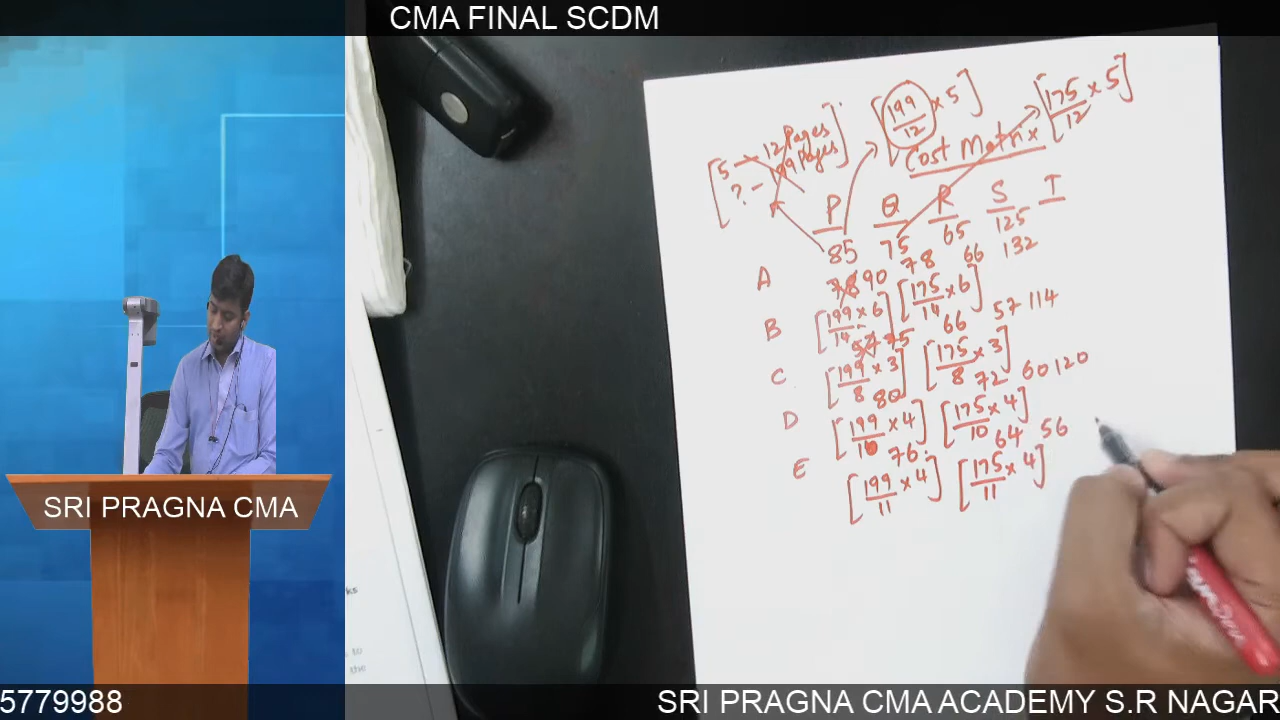 CMA FINAL SCDM
[5 - 12 Pages
? - 199 Pages]
[199/12 × 5]
[175/12 × 5]
Cost Matrix
P Q R S T
A 85 75 65 125
B 90 78 66 132
[199/14 × 6] [175/14 × 6]
C 75 66 57 114
[199/8 × 3] [175/8 × 3]
D 80 72 60 120
[199/10 × 4] [175/10 × 4]
E 76 64 56
[199/11 × 4] [175/11 × 4]
SRI PRAGNA CMA
5779988
SRI PRAGNA CMA ACADEMY S.R NAGAR